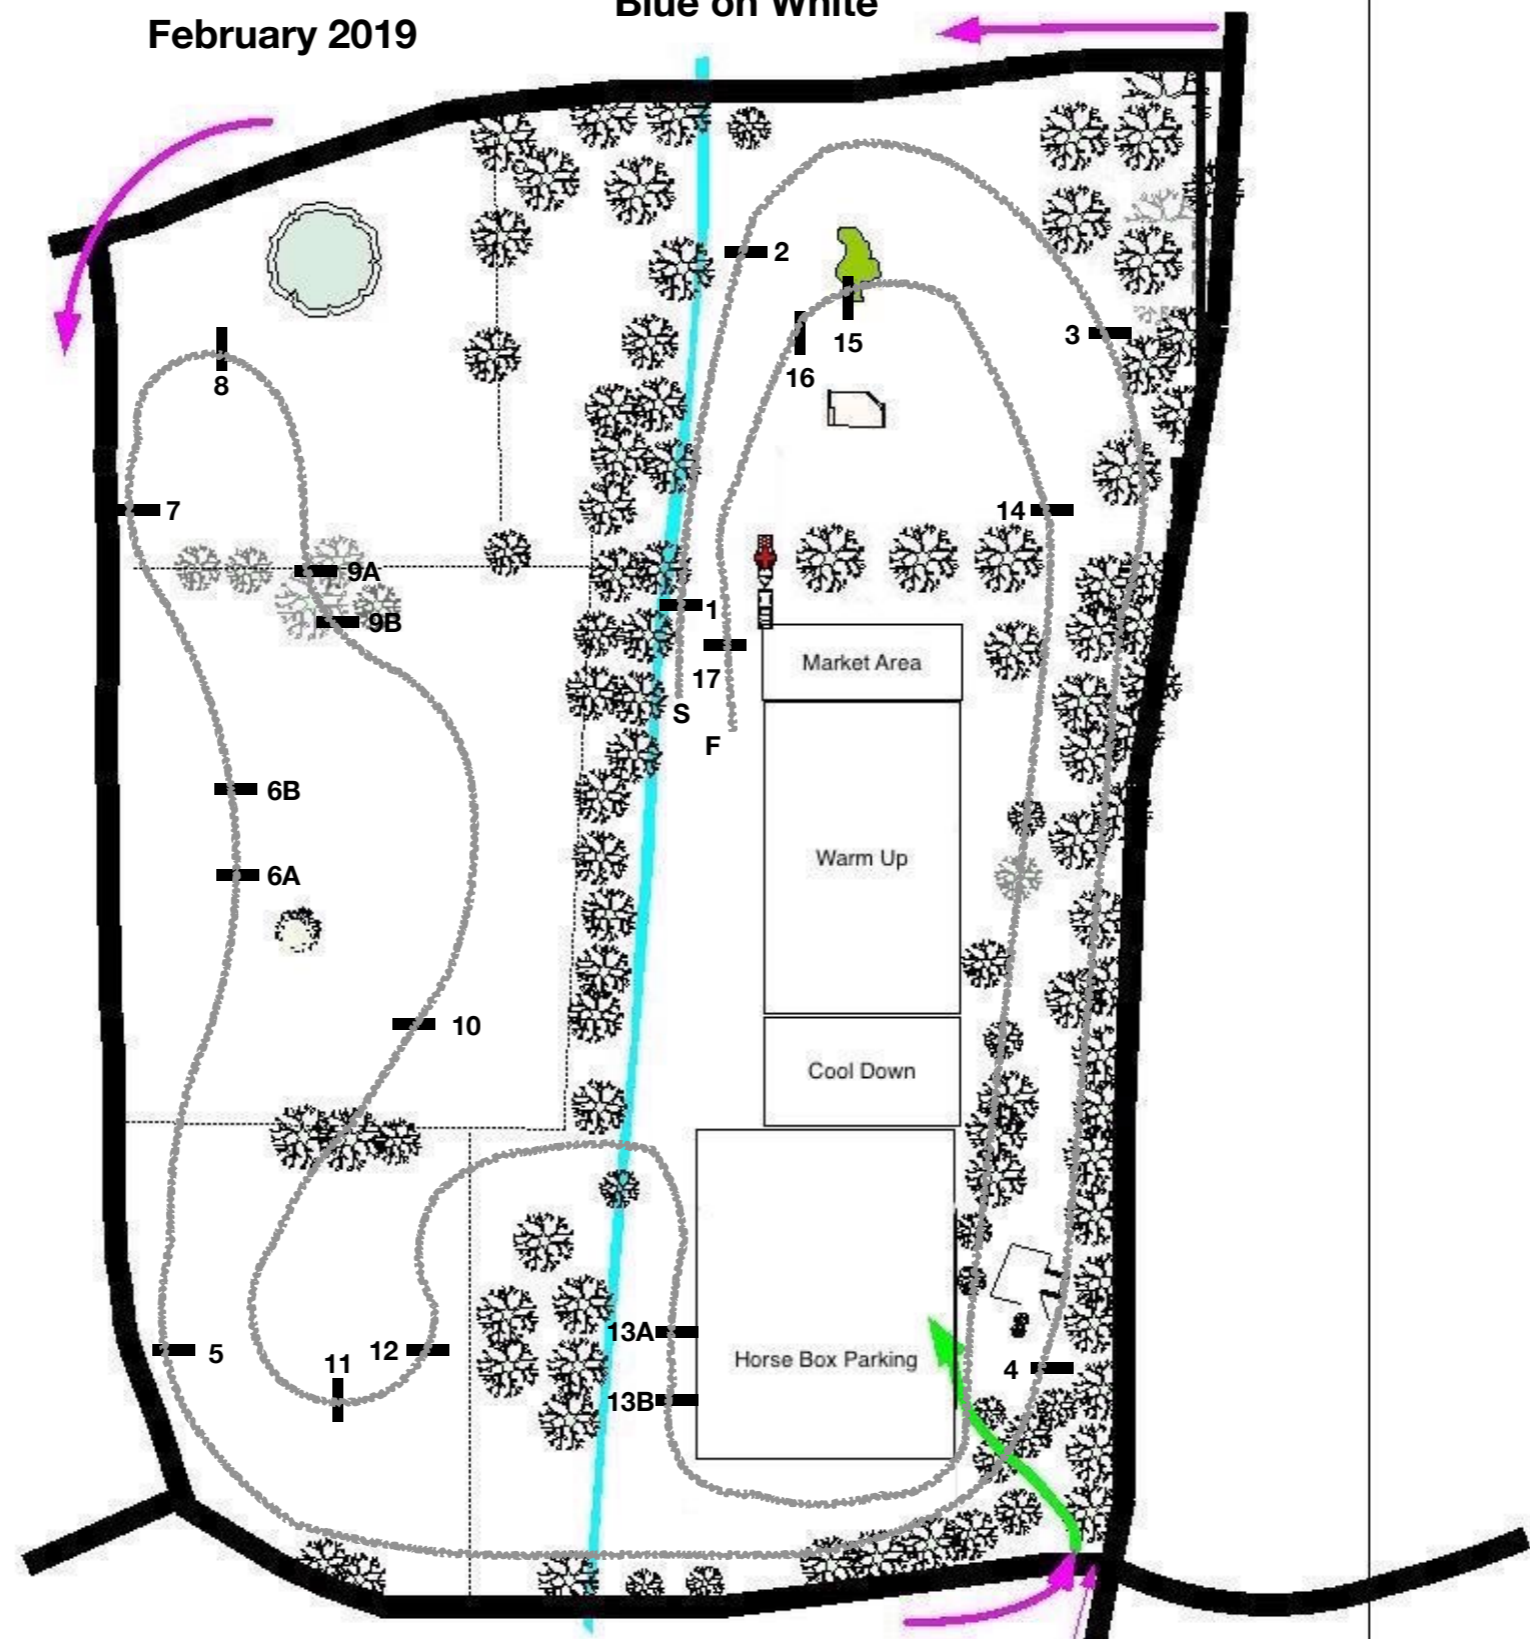 Blue on White
February 2019
2
3
15
8
16
7
14
9A
1
9B
Market Area
17
S
F
6B
Warm Up
6A
10
Cool Down
13A
5
11
12
Horse Box Parking
4
13B